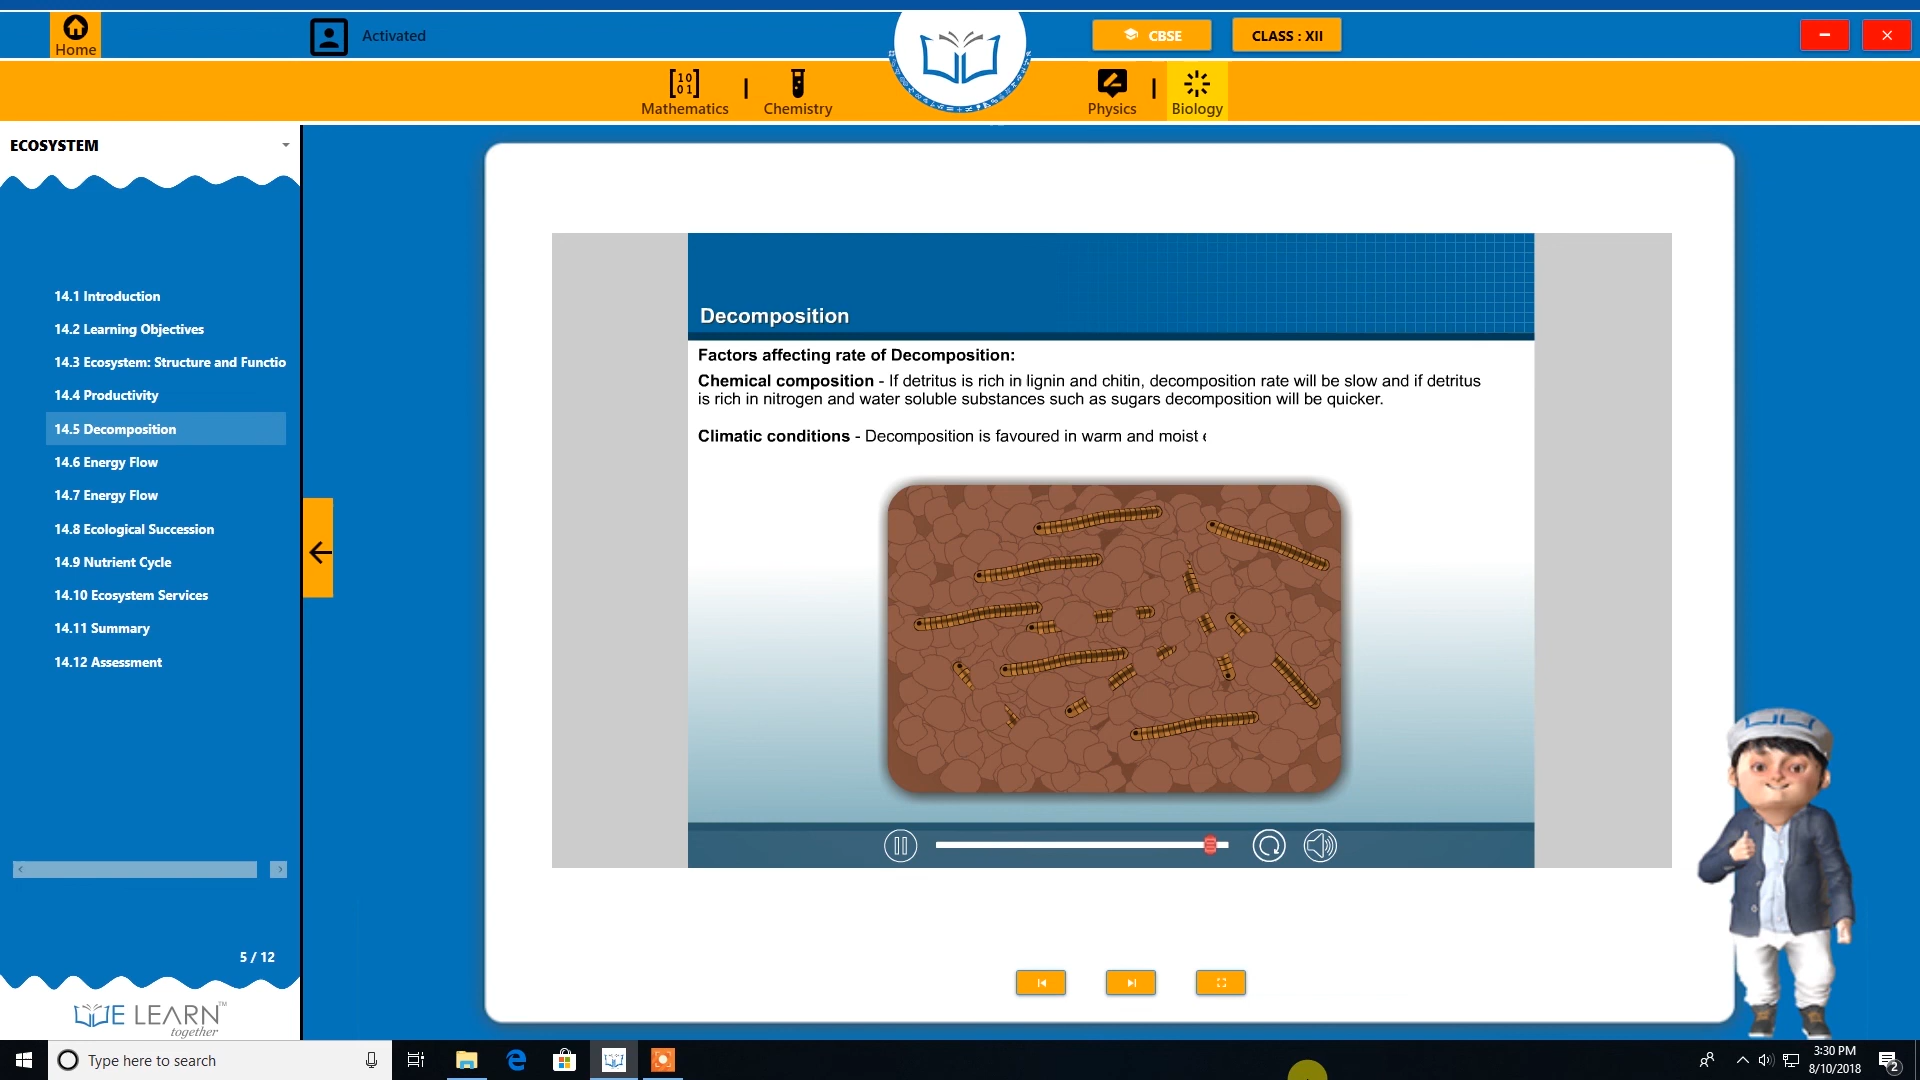 Home
Activated
CBSE
CLASS : XII
10
01
Mathematics
Chemistry
Physics
Biology
ECOSYSTEM
14.1 Introduction
14.2 Learning Objectives
14.3 Ecosystem: Structure and Functio
14.4 Productivity
14.5 Decomposition
14.6 Energy Flow
14.7 Energy Flow
14.8 Ecological Succession
14.9 Nutrient Cycle
14.10 Ecosystem Services
14.11 Summary
14.12 Assessment
5 / 12
WE LEARN™
together
Decomposition
Factors affecting rate of Decomposition:
Chemical composition - If detritus is rich in lignin and chitin, decomposition rate will be slow and if detritus
is rich in nitrogen and water soluble substances such as sugars decomposition will be quicker.
Climatic conditions - Decomposition is favoured in warm and moist
Type here to search
3:30 PM
8/10/2018
2